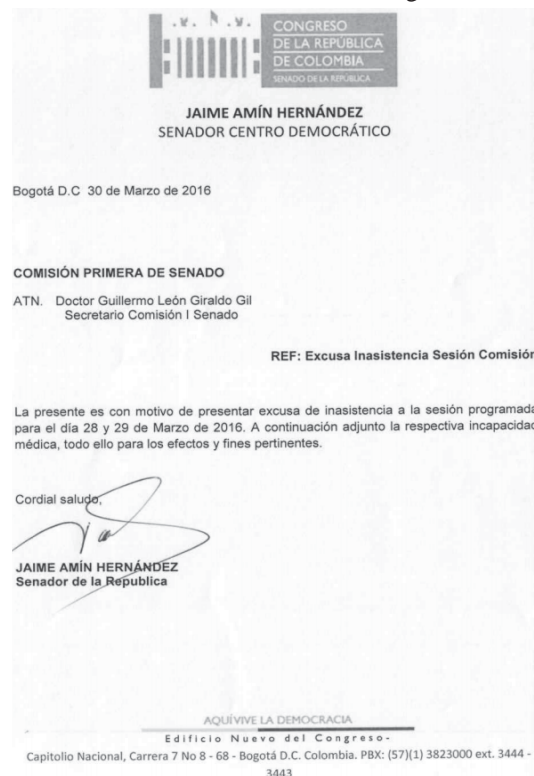 CONGRESO
DE LA REPÚBLICA
DE COLOMBIA
SENADO DE LA REPÚBLICA
JAIME AMÍN HERNÁNDEZ
SENADOR CENTRO DEMOCRÁTICO
Bogotá D.C 30 de Marzo de 2016
COMISIÓN PRIMERA DE SENADO
ATN. Doctor Guillermo León Giraldo Gil
Secretario Comisión I Senado
REF: Excusa Inasistencia Sesión Comisión
La presente es con motivo de presentar excusa de inasistencia a la sesión programada
para el día 28 y 29 de Marzo de 2016. A continuación adjunto la respectiva incapacidad
médica, todo ello para los efectos y fines pertinentes.
Cordial saludo,
JAIME AMÍN HERNÁNDEZ
Senador de la Republica
AQUÍVIVE LA DEMOCRACIA
Edificio Nuevo del Congreso-
Capitolio Nacional, Carrera 7 No 8 - 68 - Bogotá D.C. Colombia. PBX: (57)(1) 3823000 ext. 3444 -
3443